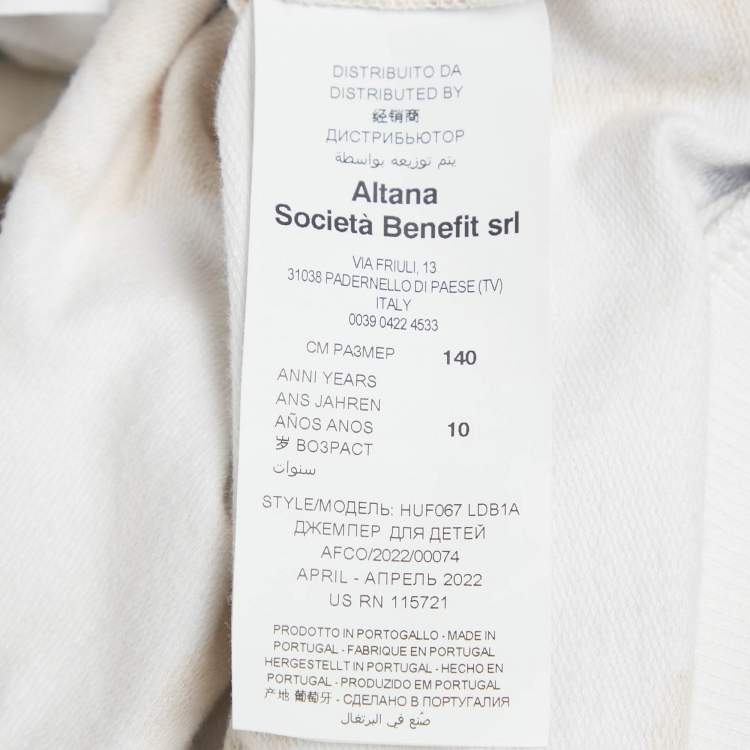 DISTRIBUITO DA
DISTRIBUTED BY
经销商
ДИСТРИБЬЮТОР
يتم توزيعه بواسطة
Altana
Società Benefit srl
VIA FRIULI, 13
31038 PADERNELLO DI PAESE (TV)
ITALY
0039 0422 4533
CM РАЗМЕР 140
ANNI YEARS
ANS JAHREN
AÑOS ANOS 10
岁 ВОЗРАСТ
سنوات
STYLE/МОДЕЛЬ: HUF067 LDB1A
ДЖЕМПЕР ДЛЯ ДЕТЕЙ
AFCO/2022/00074
APRIL - АПРЕЛЬ 2022
US RN 115721
PRODOTTO IN PORTOGALLO - MADE IN
PORTUGAL - FABRIQUE EN PORTUGAL
HERGESTELLT IN PORTUGAL - HECHO EN
PORTUGAL - PRODUZIDO EM PORTUGAL
产地 葡萄牙 - СДЕЛАНО В ПОРТУГАЛИЯ
صنّع في البرتغال